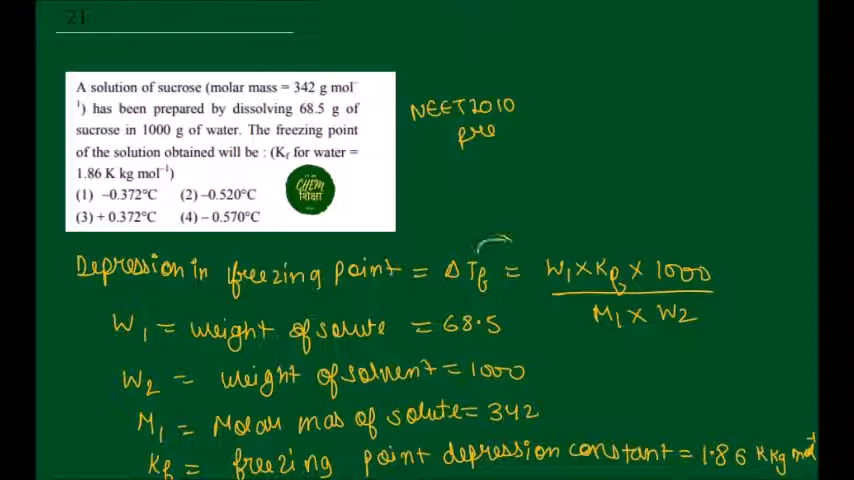 21
A solution of sucrose (molar mass = 342 g mol⁻
¹) has been prepared by dissolving 68.5 g of
sucrose in 1000 g of water. The freezing point
of the solution obtained will be : (Kf for water =
1.86 K kg mol⁻¹)
(1) –0.372°C (2) –0.520°C
(3) + 0.372°C (4) – 0.570°C
CHEM
शिक्षा
NEET2010
pre
Depression in freezing point = ΔTf = W1 x Kf x 1000
M1 x W2
W1 = weight of solute = 68.5
W2 = weight of solvent = 1000
M1 = Molar mas of solute = 342
Kf = freezing point depression constant = 1.86 K Kg mol⁻¹